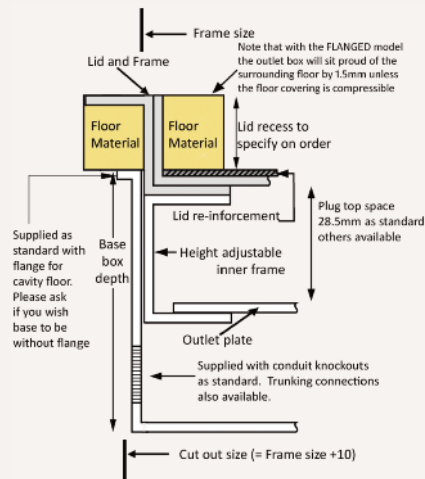 Frame size
Note that with the FLANGED model
the outlet box will sit proud of the
surrounding floor by 1.5mm unless
the floor covering is compressible
Lid and Frame
Floor
Material
Floor
Material
Lid recess to
specify on order
Lid re-inforcement
Plug top space
28.5mm as standard
others available
Supplied as
standard with
flange for
cavity floor.
Please ask
if you wish
base to be
without flange
Base
box
depth
Height adjustable
inner frame
Outlet plate
Supplied with conduit knockouts
as standard. Trunking connections
also available.
Cut out size (= Frame size +10)